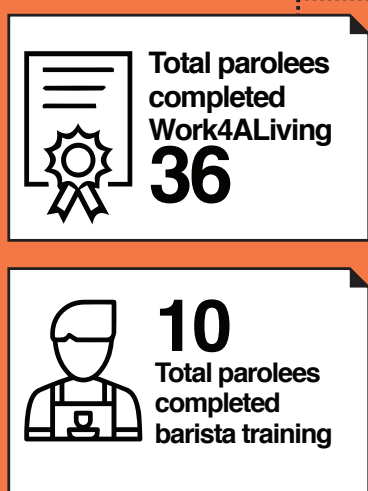 Total parolees
completed
Work4ALiving
36
10
Total parolees
completed
barista training